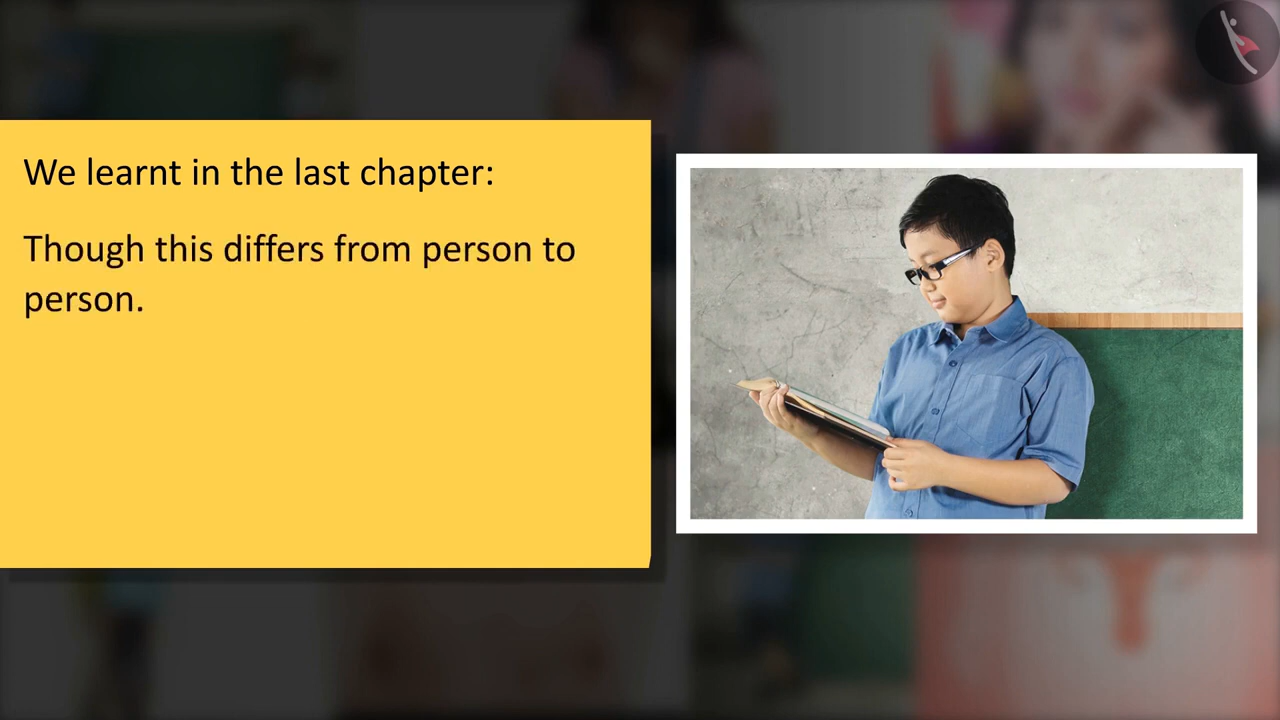 We learnt in the last chapter:
Though this differs from person to
person.